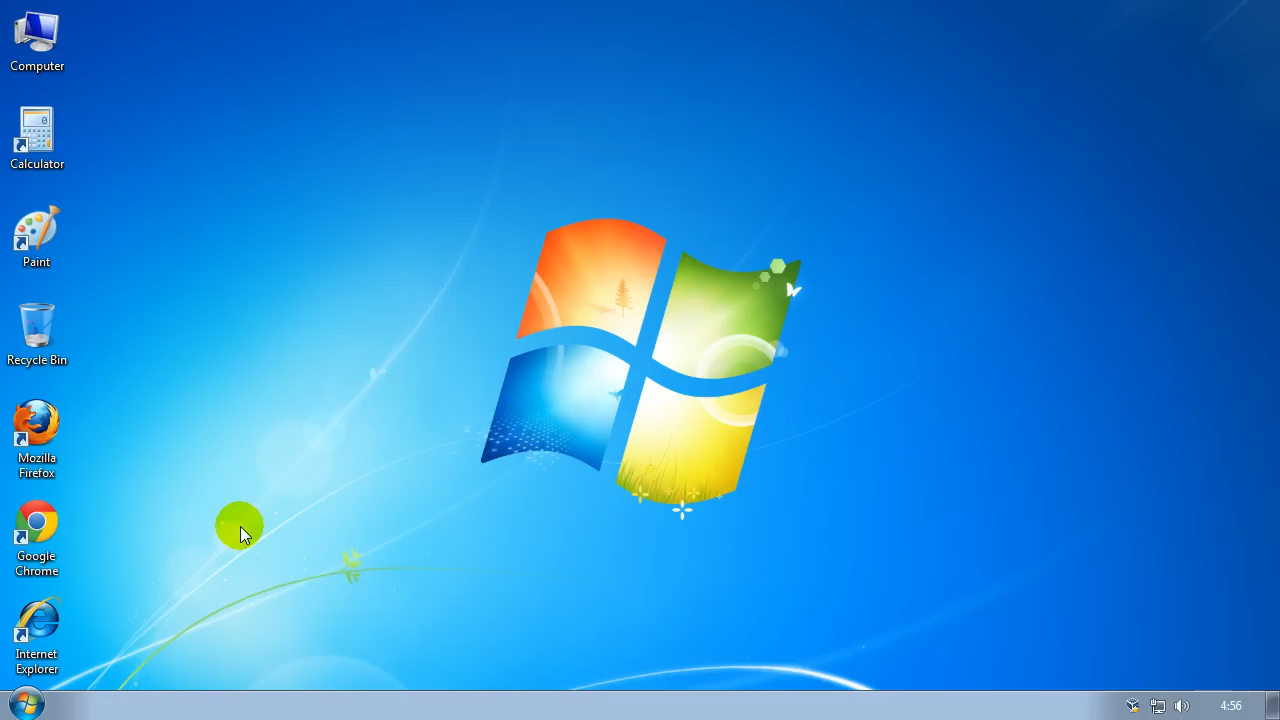 Computer
Calculator
Paint
Recycle Bin
Mozilla
Firefox
Google
Chrome
Internet
Explorer
4:56